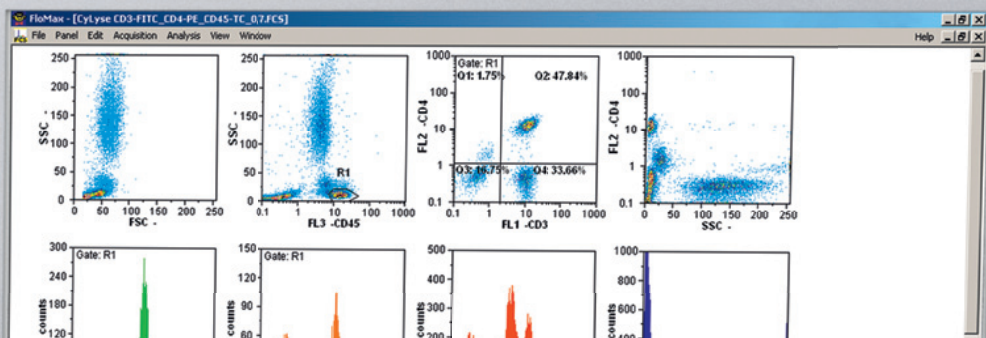 FloMax - [CyLyse CD3-FITC_CD4-PE_CD45-TC_0,7.FCS]
FCS File Panel Edit Acquisition Analysis View Window Help
250
200
150
100
50
0
SSC -
0 50 100 150 200 250
FSC -
250
200
150
100
50
0
SSC -
R1
0.1 1 10 100 1000
FL3 -CD45
1000
100
10
1
0.1
FL2 -CD4
Gate: R1
Q1: 1.75% Q2: 47.84%
Q3: 16.75% Q4: 33.66%
0.1 1 10 100 1000
FL1 -CD3
1000
100
10
1
0.1
FL2 -CD4
0 50 100 150 200 250
SSC -
300
240
180
120
counts
Gate: R1
150
120
90
60
counts
Gate: R1
500
400
300
200
counts
1000
800
600
400
counts